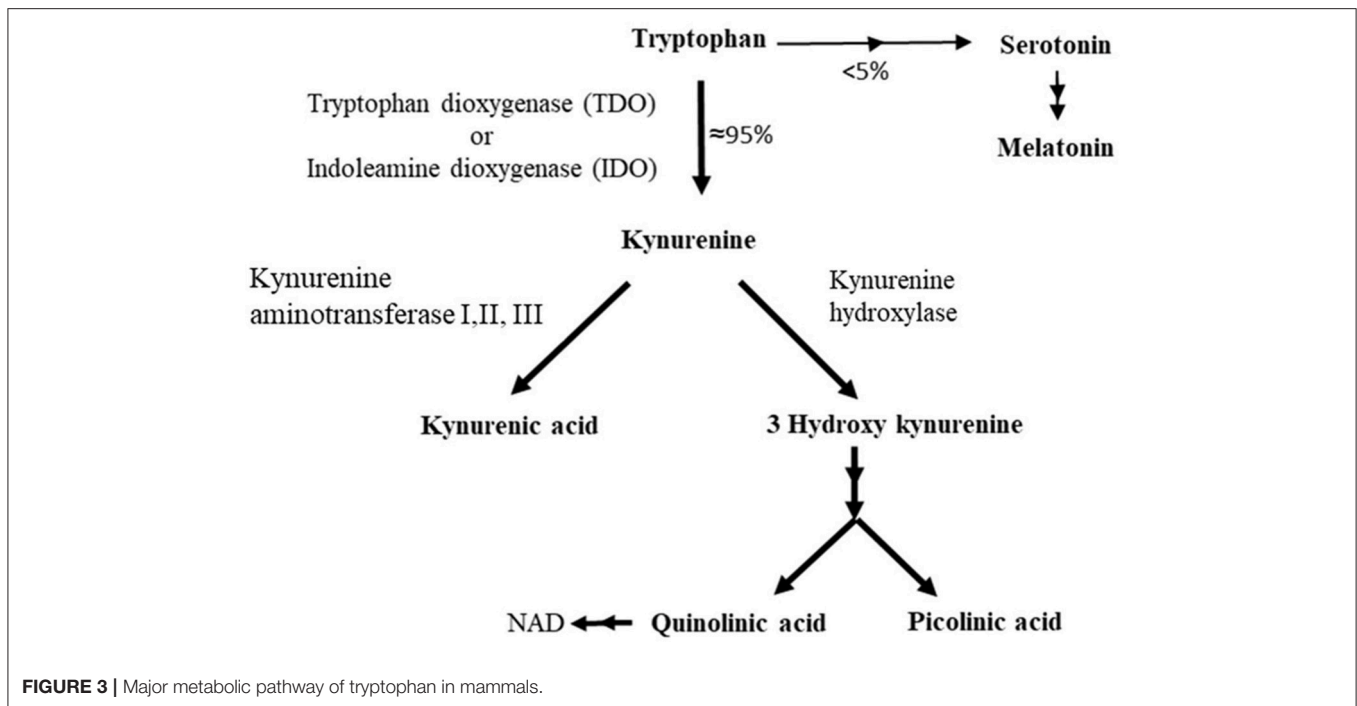 Tryptophan
Serotonin
<5%
Tryptophan dioxygenase (TDO)
or
Indoleamine dioxygenase (IDO)
≈95%
Melatonin
Kynurenine
Kynurenine
aminotransferase I,II, III
Kynurenine
hydroxylase
Kynurenic acid
3 Hydroxy kynurenine
NAD
Quinolinic acid
Picolinic acid
FIGURE 3 | Major metabolic pathway of tryptophan in mammals.